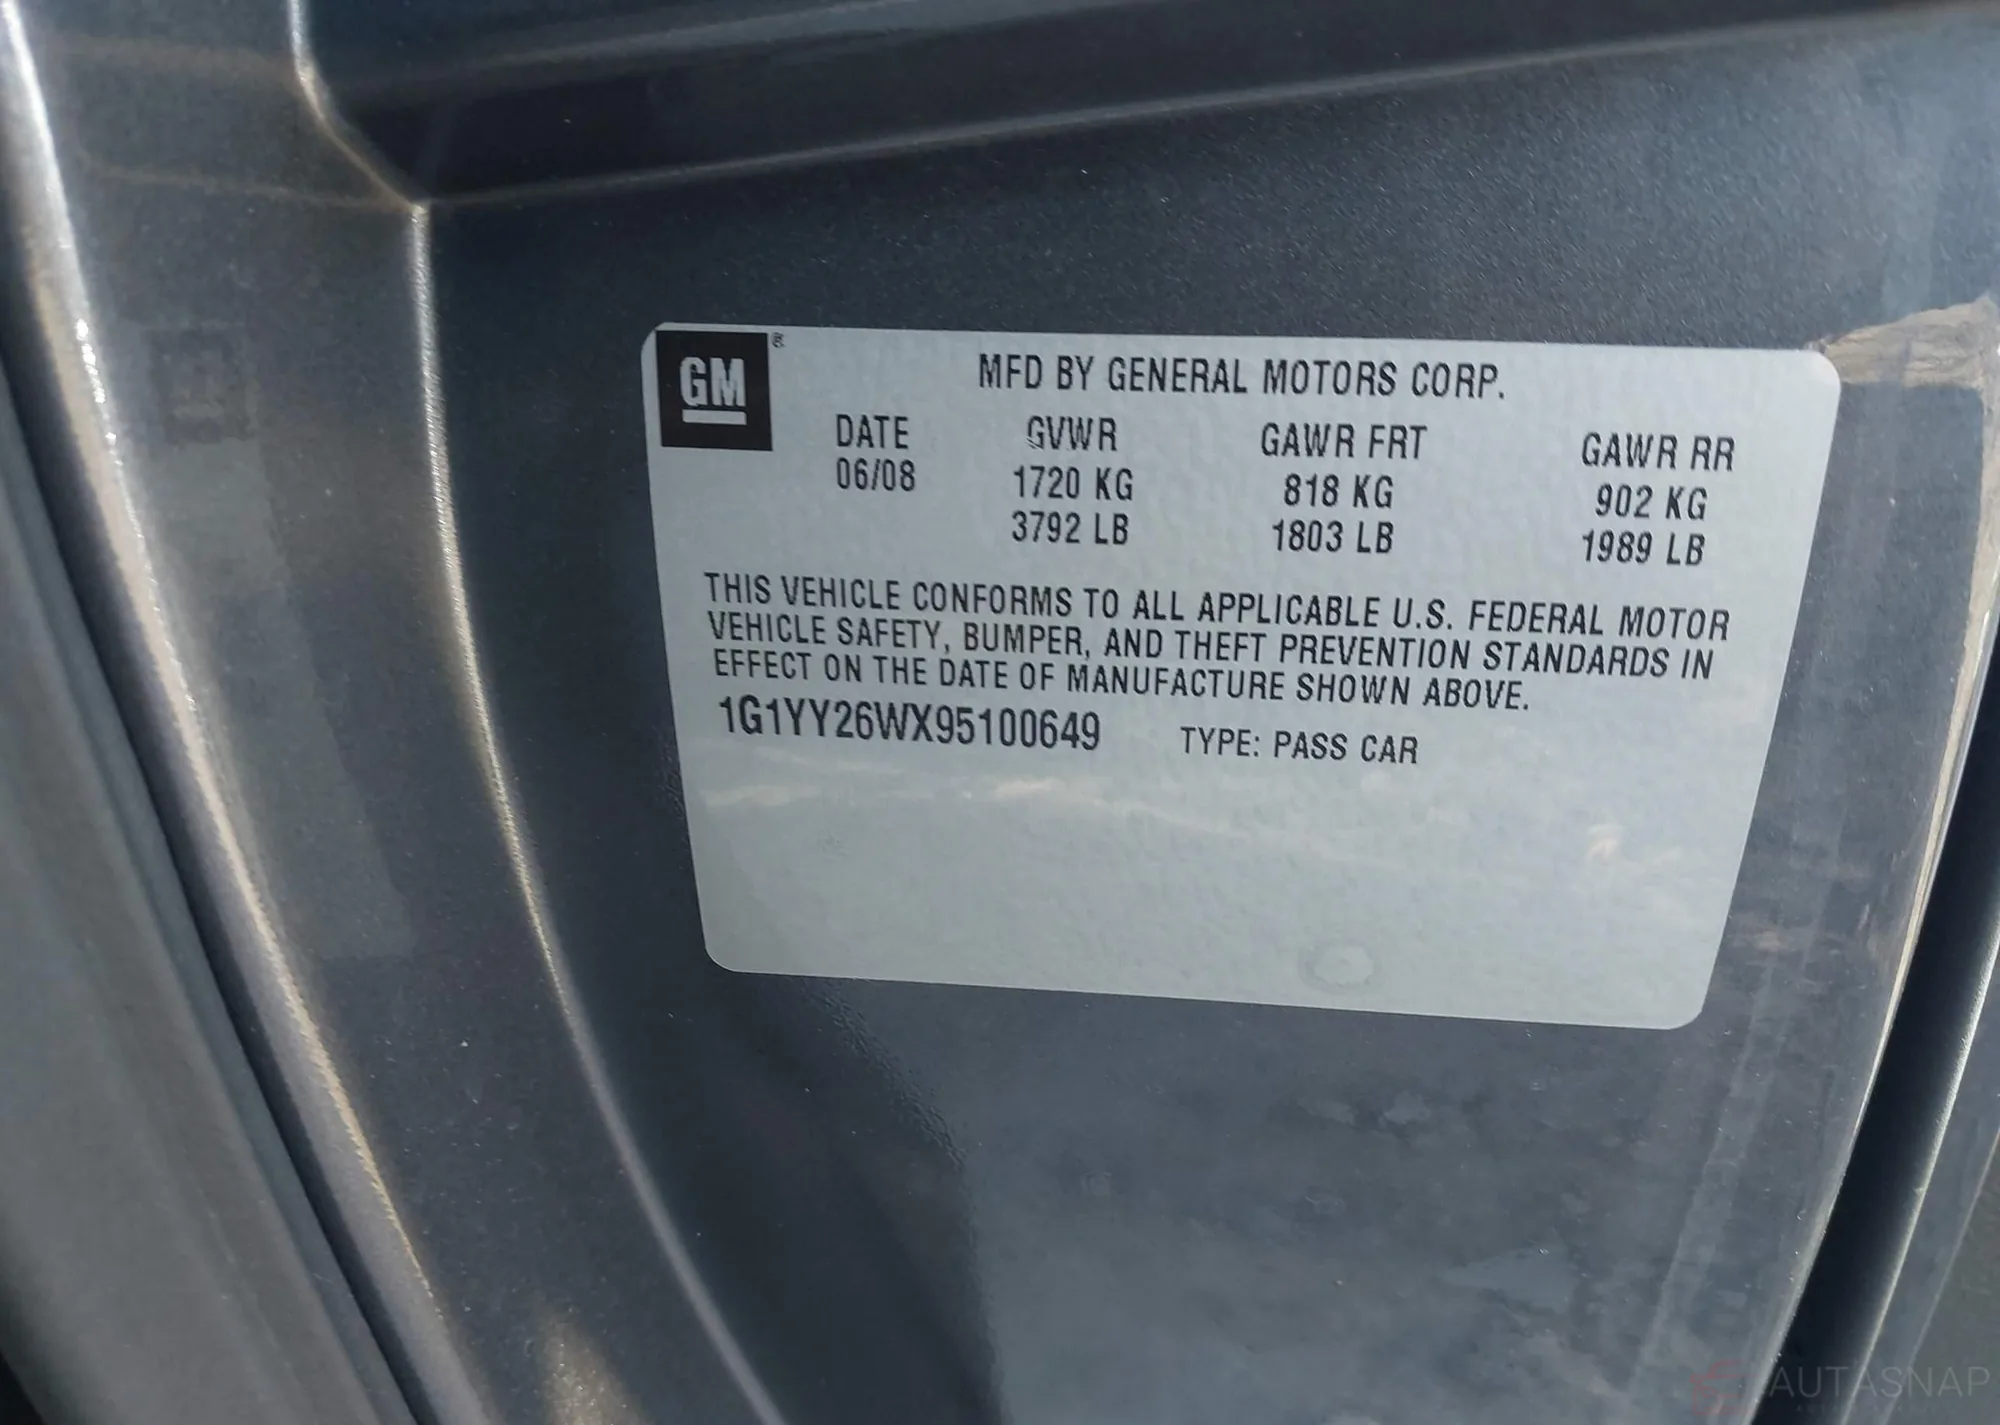 GM ®
MFD BY GENERAL MOTORS CORP.
DATE GVWR GAWR FRT GAWR RR
06/08 1720 KG 818 KG 902 KG
3792 LB 1803 LB 1989 LB
THIS VEHICLE CONFORMS TO ALL APPLICABLE U.S. FEDERAL MOTOR
VEHICLE SAFETY, BUMPER, AND THEFT PREVENTION STANDARDS IN
EFFECT ON THE DATE OF MANUFACTURE SHOWN ABOVE.
1G1YY26WX95100649 TYPE: PASS CAR
AUTASNAP